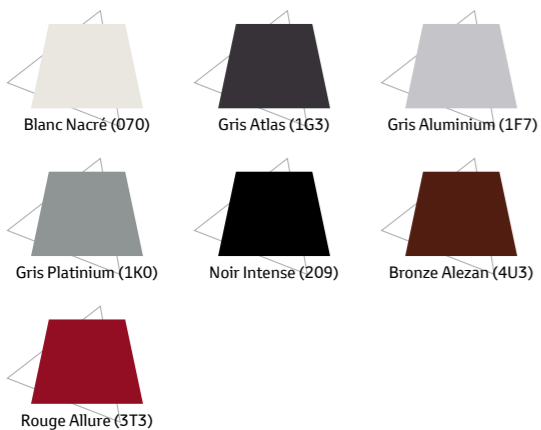 Blanc Nacré (070)
Gris Atlas (1G3)
Gris Aluminium (1F7)
Gris Platinium (1K0)
Noir Intense (209)
Bronze Alezan (4U3)
Rouge Allure (3T3)